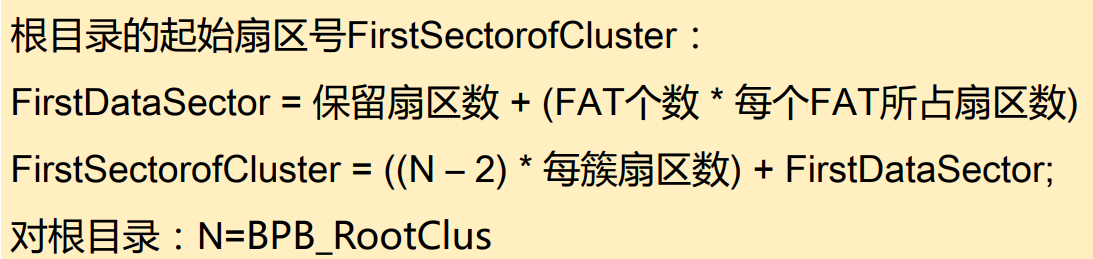 根目录的起始扇区号FirstSectorofCluster：
FirstDataSector = 保留扇区数 + (FAT个数 * 每个FAT所占扇区数)
FirstSectorofCluster = ((N – 2) * 每簇扇区数) + FirstDataSector;
对根目录：N=BPB_RootClus